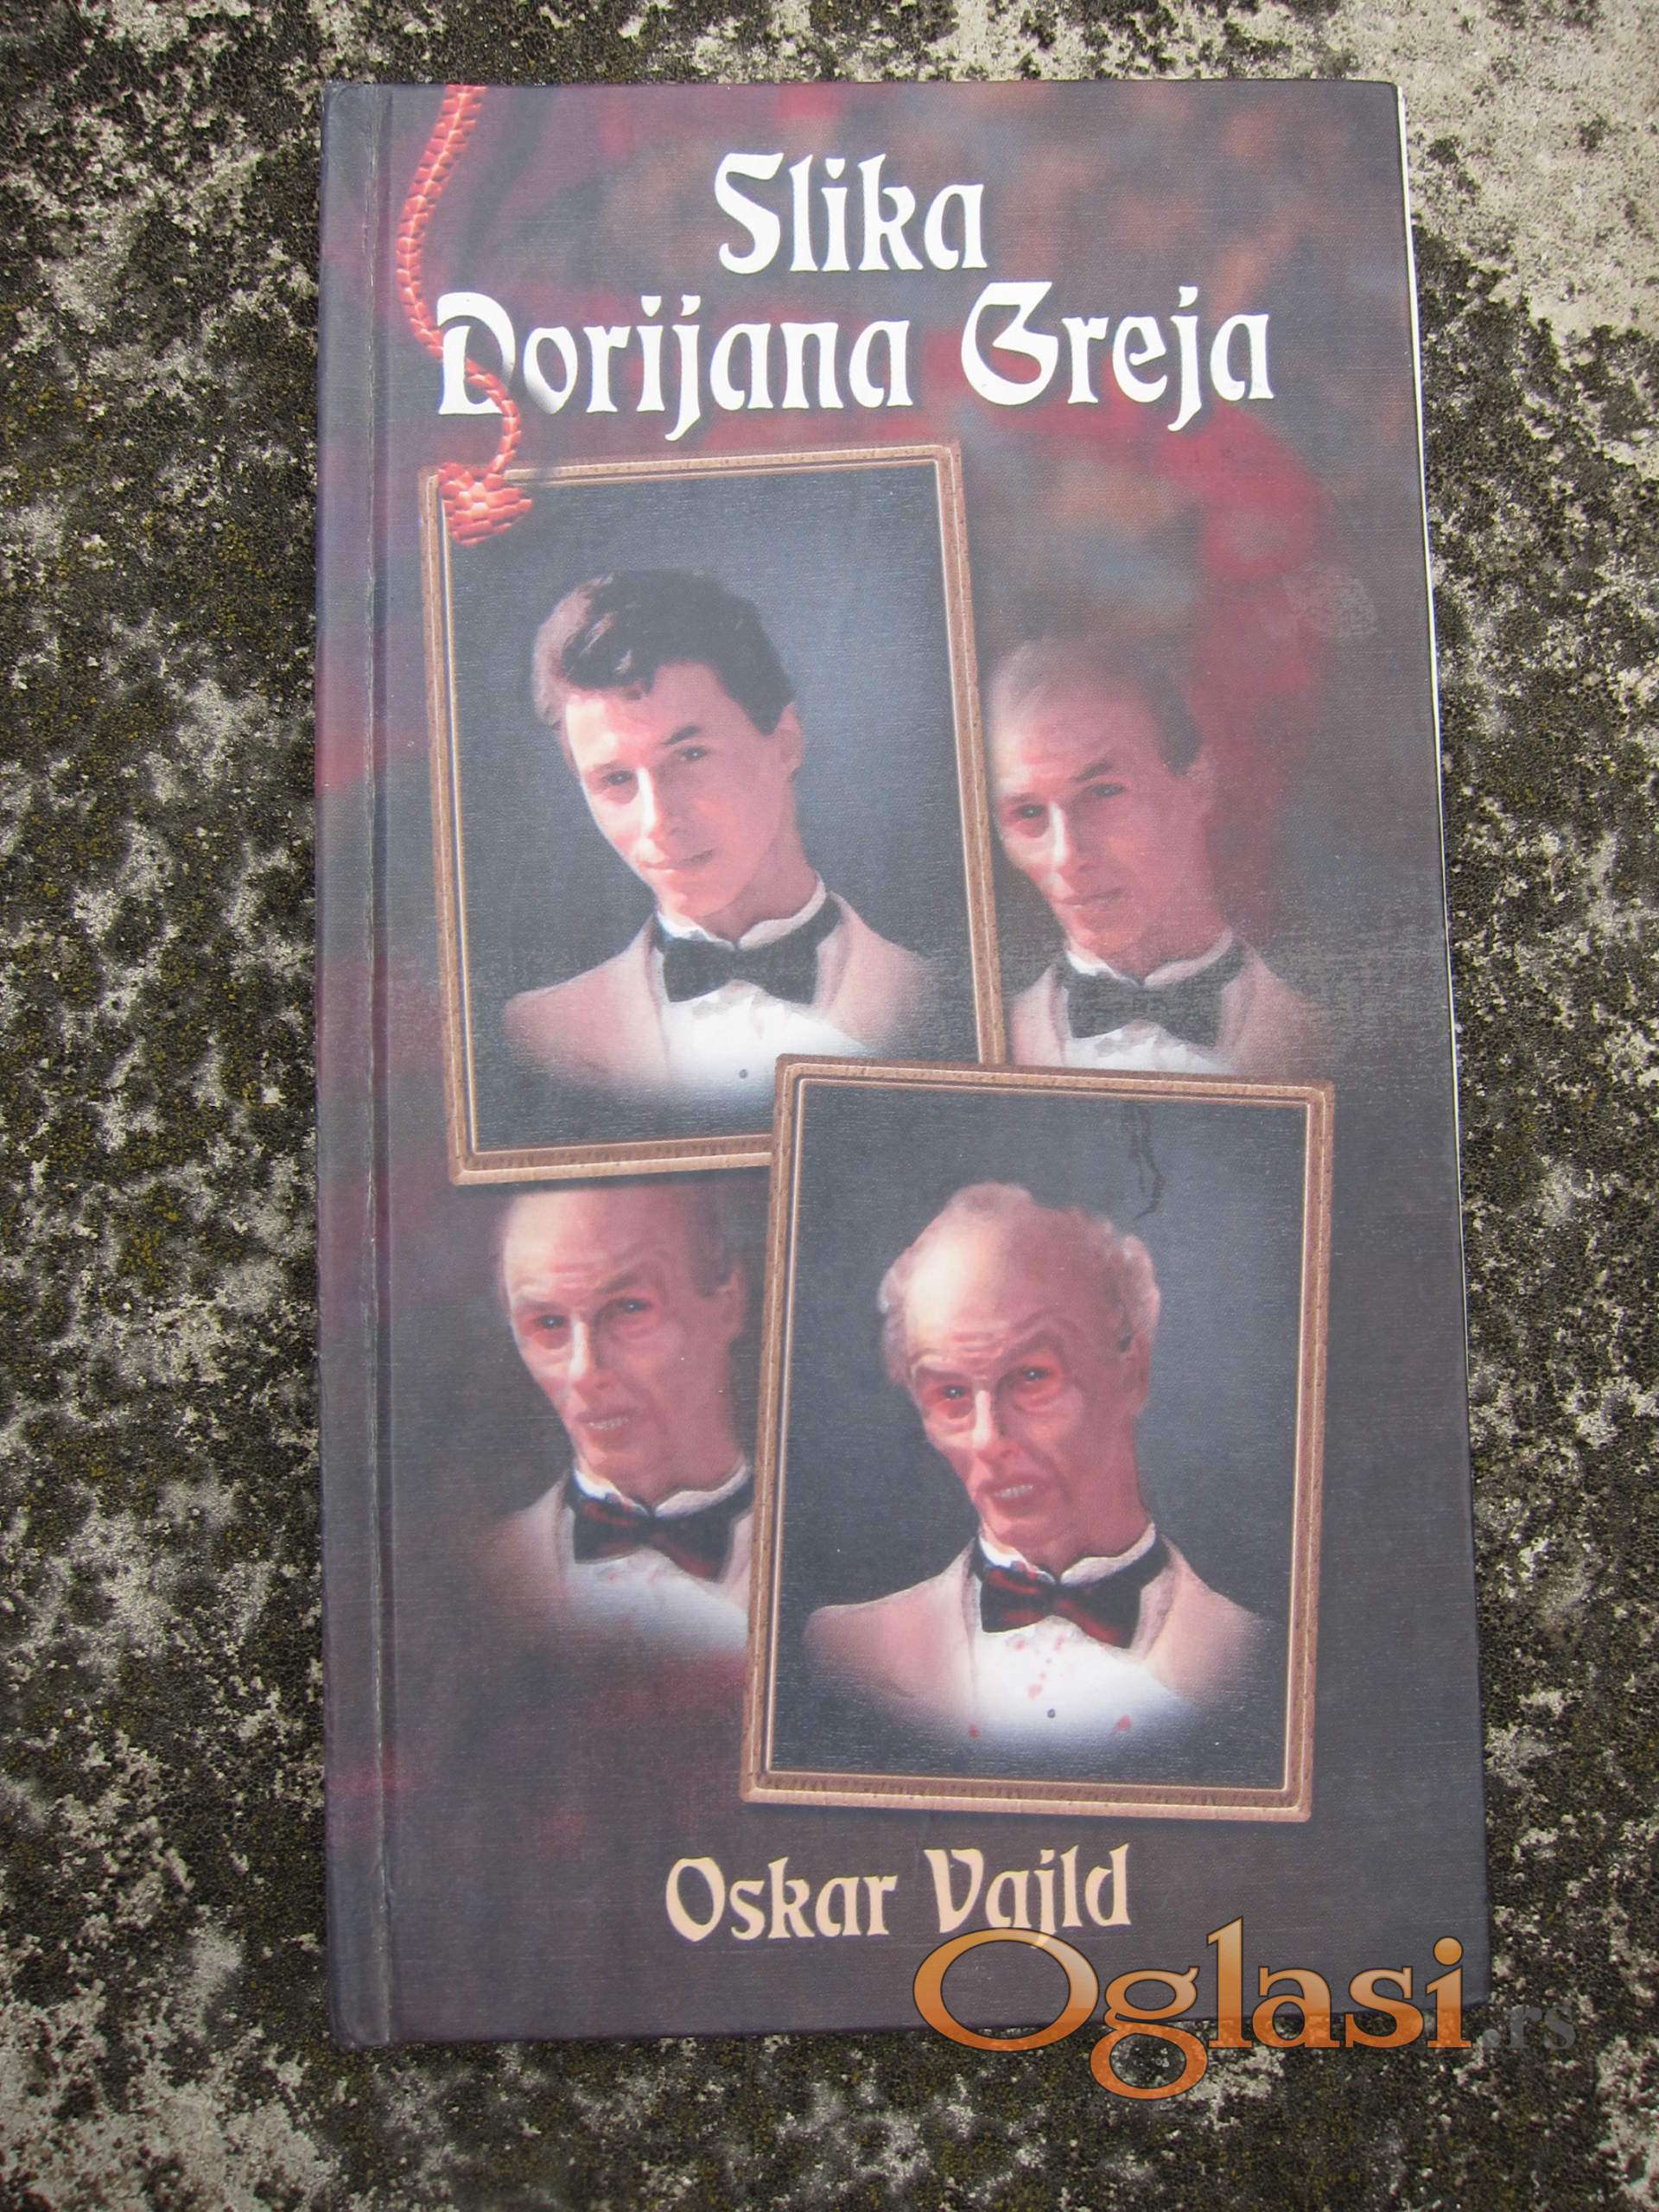 Slika
Dorijana Greja
Oskar Vajld
Oglasi.rs